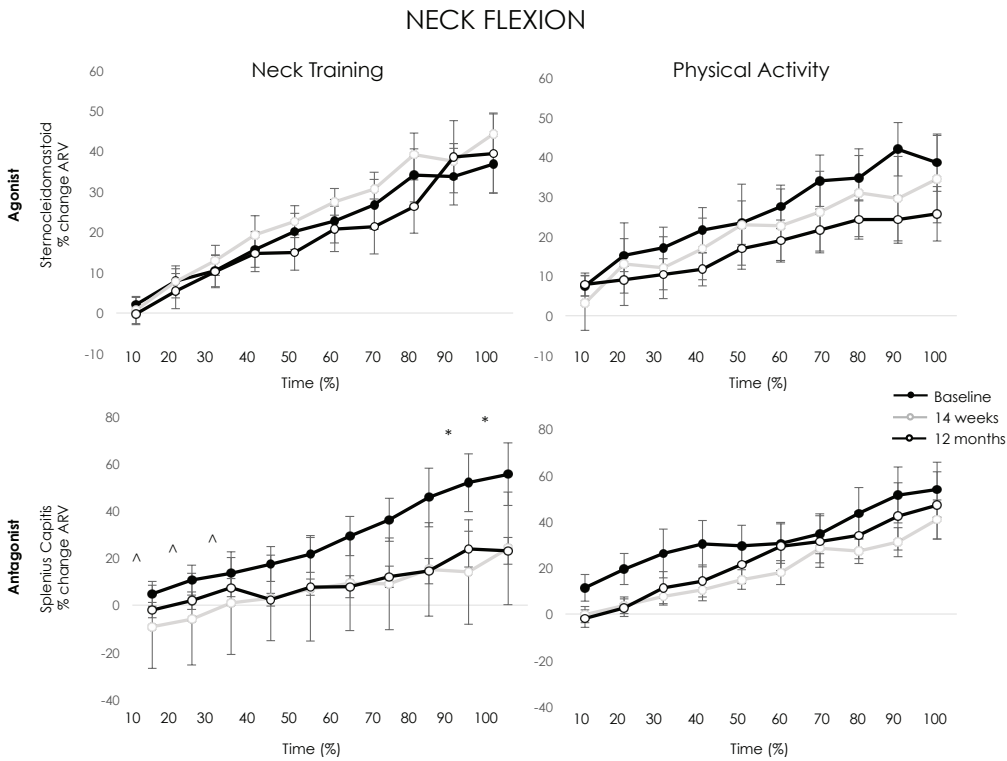 NECK FLEXION
Neck Training
Physical Activity
Agonist
Sternocleidomastoid
% change ARV
60
50
40
30
20
10
0
-10
10 20 30 40 50 60 70 80 90 100
Time (%)
60
50
40
30
20
10
0
-10
10 20 30 40 50 60 70 80 90 100
Time (%)
Baseline
14 weeks
12 months
Antagonist
Splenius Capitis
% change ARV
80
60
40
20
0
-20
-40
* *
^ ^ ^
10 20 30 40 50 60 70 80 90 100
Time (%)
80
60
40
20
0
-20
-40
10 20 30 40 50 60 70 80 90 100
Time (%)